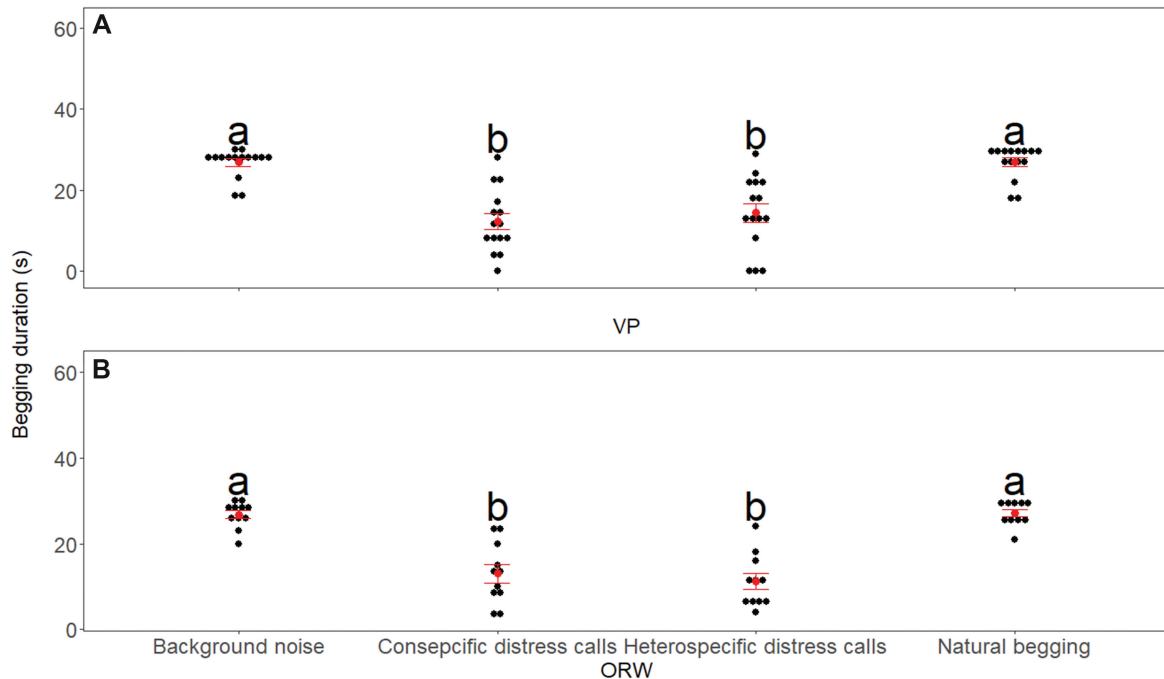 A
60
40
20
0
a
b
b
a
VP
Begging duration (s)
B
60
40
20
0
a
b
b
a
Background noise
Consepcific distress calls
Heterospecific distress calls
Natural begging
ORW